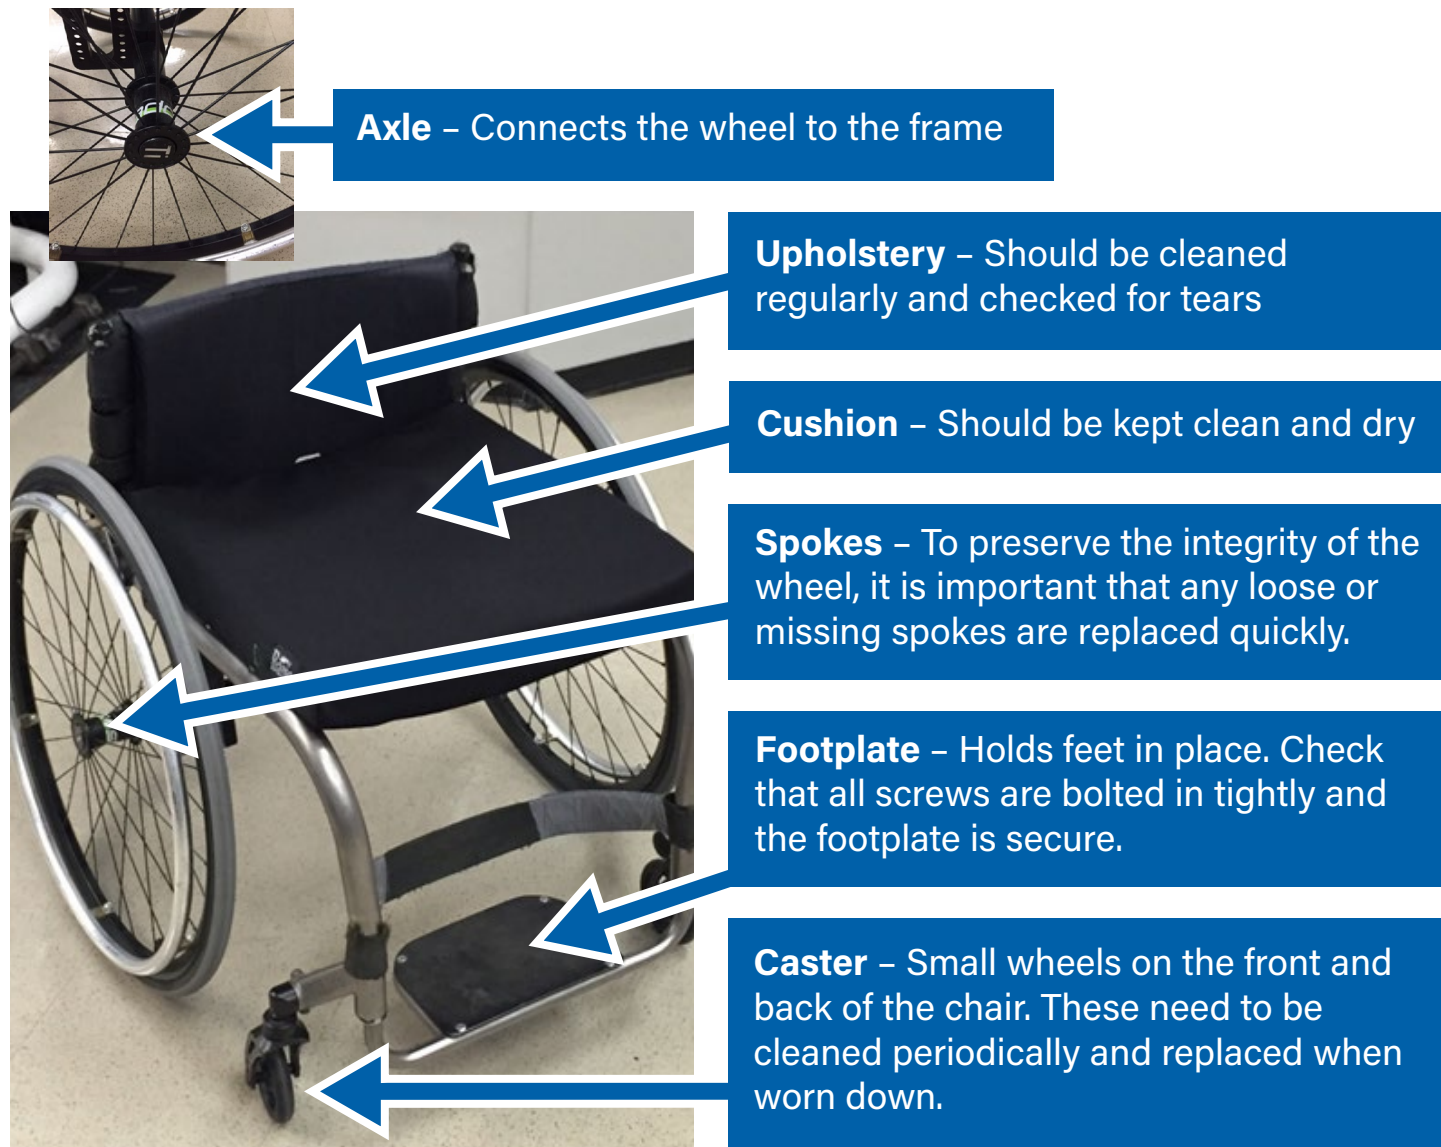 Axle – Connects the wheel to the frame
Upholstery – Should be cleaned
regularly and checked for tears
Cushion – Should be kept clean and dry
Spokes – To preserve the integrity of the
wheel, it is important that any loose or
missing spokes are replaced quickly.
Footplate – Holds feet in place. Check
that all screws are bolted in tightly and
the footplate is secure.
Caster – Small wheels on the front and
back of the chair. These need to be
cleaned periodically and replaced when
worn down.